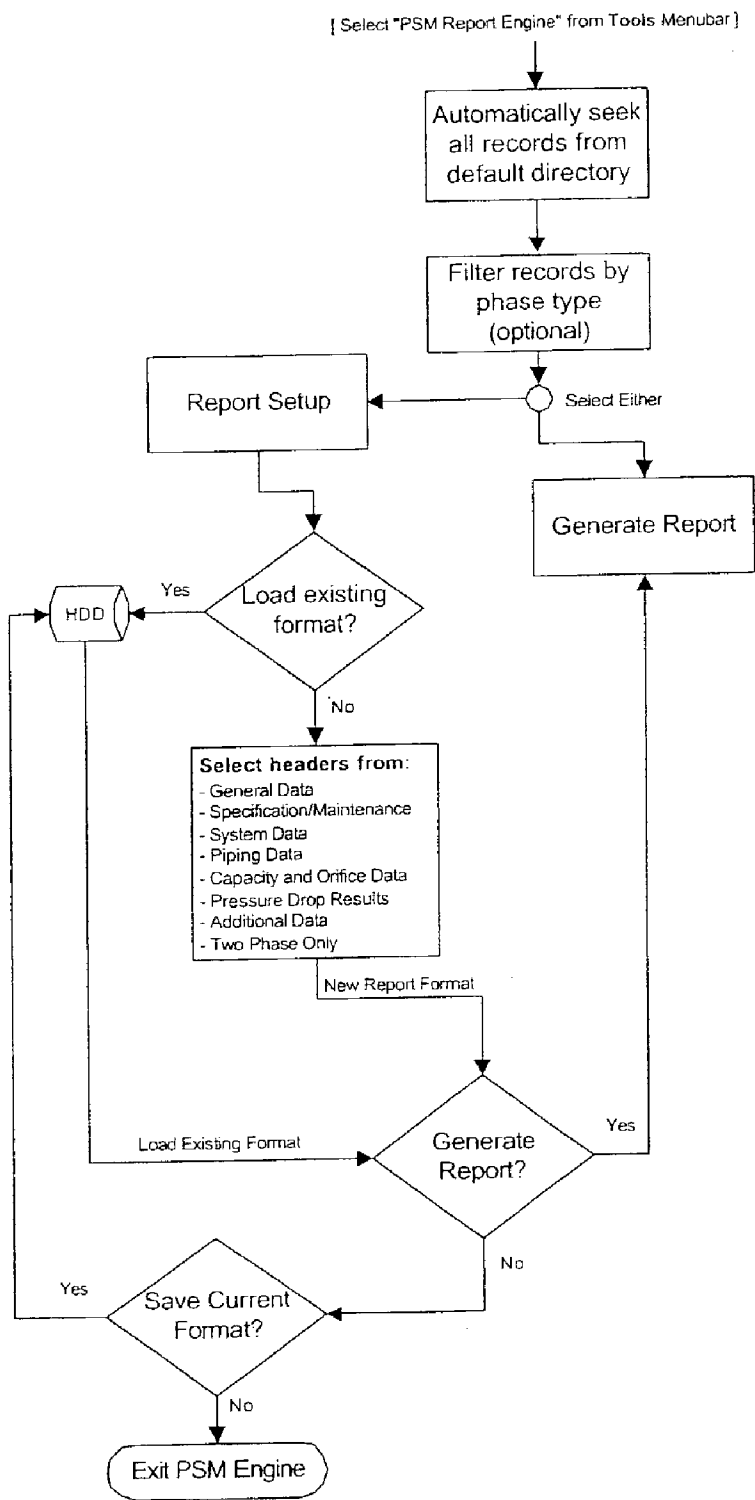 [ Select "PSM Report Engine" from Tools Menubar ]
Automatically seek
all records from
default directory
Filter records by
phase type
(optional)
Select Either
Report Setup
Generate Report
Load existing
format?
Yes
HDD
No
Select headers from:
- General Data
- Specification/Maintenance
- System Data
- Piping Data
- Capacity and Orifice Data
- Pressure Drop Results
- Additional Data
- Two Phase Only
New Report Format
Load Existing Format
Generate
Report?
Yes
No
Save Current
Format?
Yes
No
Exit PSM Engine